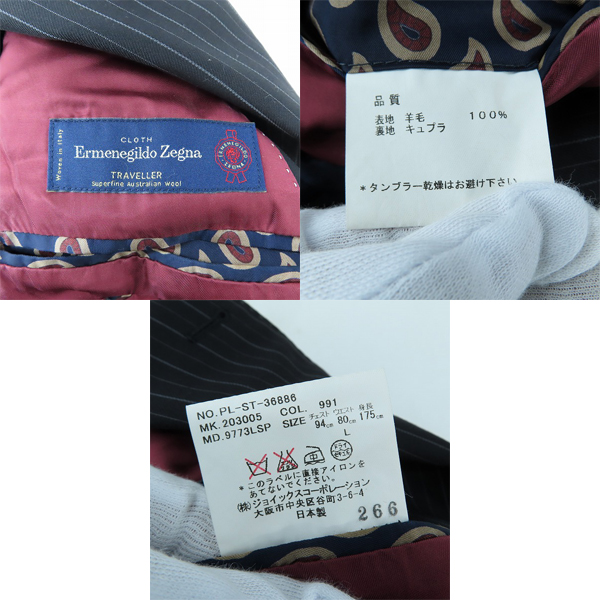 Woven in Italy
CLOTH
Ermenegildo Zegna
ERMENEGILDO
ZEGNA
TRAVELLER
Superfine Australian Wool
品質
表地 羊毛 100%
裏地 キュプラ
*タンブラー乾燥はお避け下さい
NO.PL-ST-36886
MK.203005 COL. 991
MD.9773LSP SIZE チェスト ウエスト 身長
94cm 80cm 175cm
L
ドライ
*このラベルに直接アイロンを
あてないでください。
(株)ジョイックスコーポレーション
大阪市中央区谷町3-6-4
日本製 266